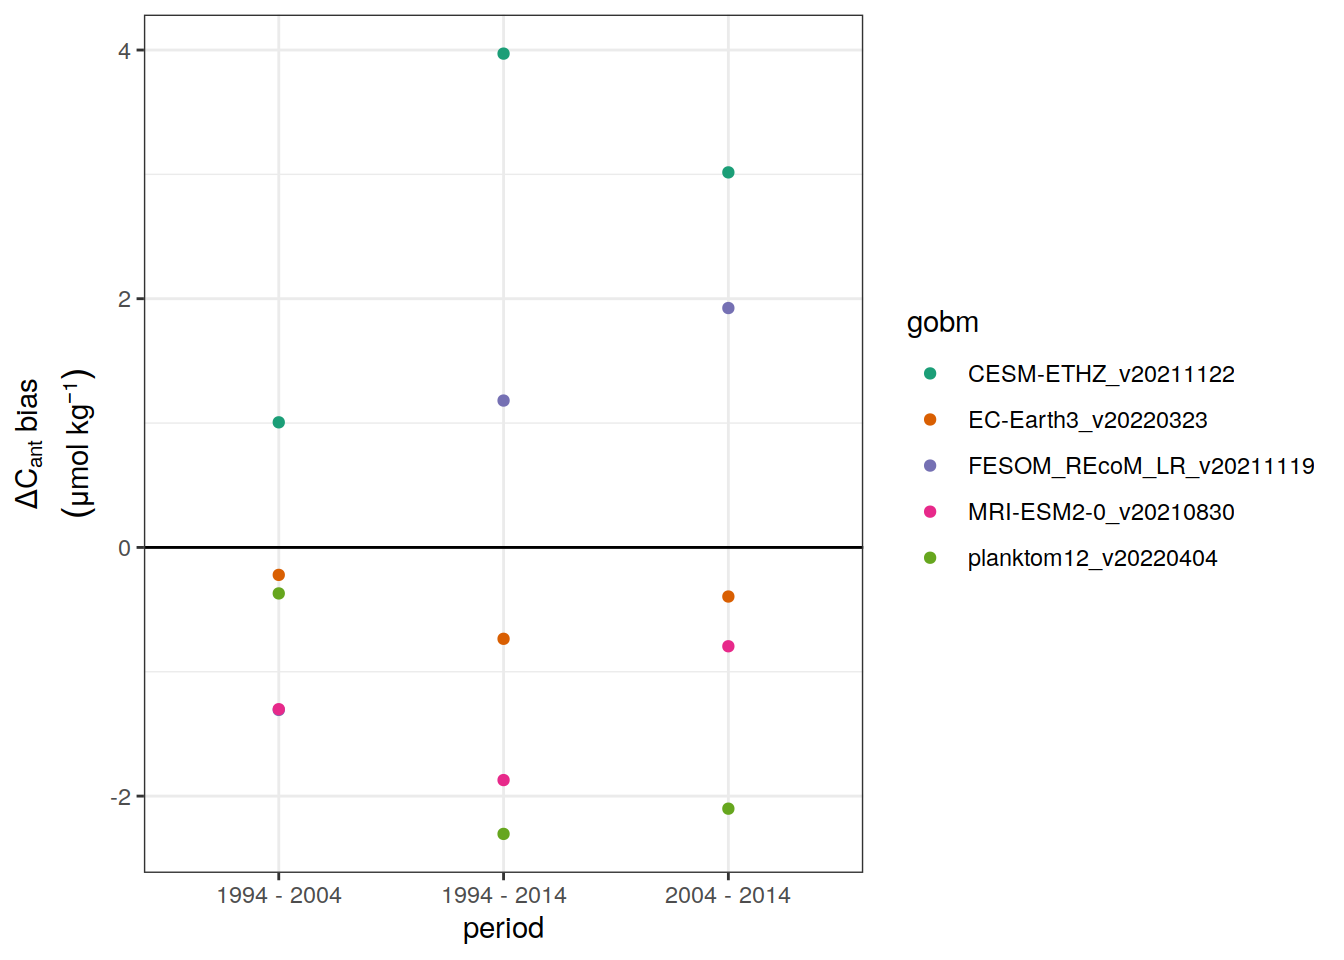 4
2
0
-2
ΔCant bias
(μmol kg⁻¹)
1994 - 2004
1994 - 2014
2004 - 2014
period
gobm
CESM-ETHZ_v20211122
EC-Earth3_v20220323
FESOM_REcoM_LR_v20211119
MRI-ESM2-0_v20210830
planktom12_v20220404